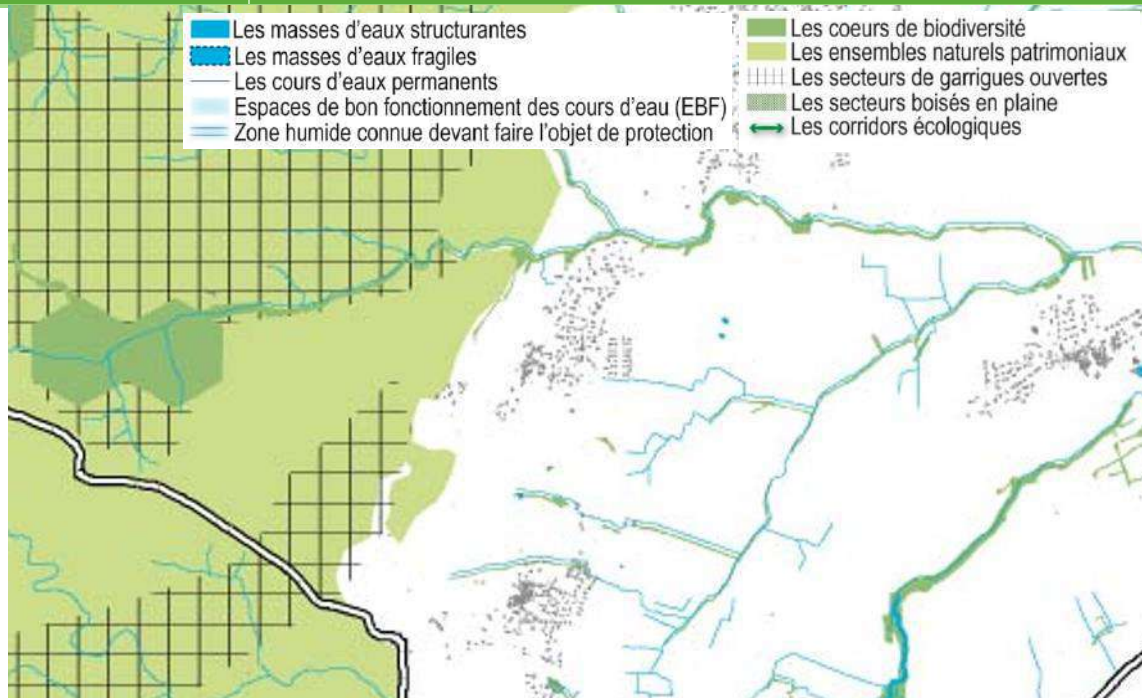 Les masses d'eaux structurantes
Les masses d'eaux fragiles
Les cours d'eaux permanents
Espaces de bon fonctionnement des cours d'eau (EBF)
Zone humide connue devant faire l'objet de protection
Les coeurs de biodiversité
Les ensembles naturels patrimoniaux
Les secteurs de garrigues ouvertes
Les secteurs boisés en plaine
Les corridors écologiques